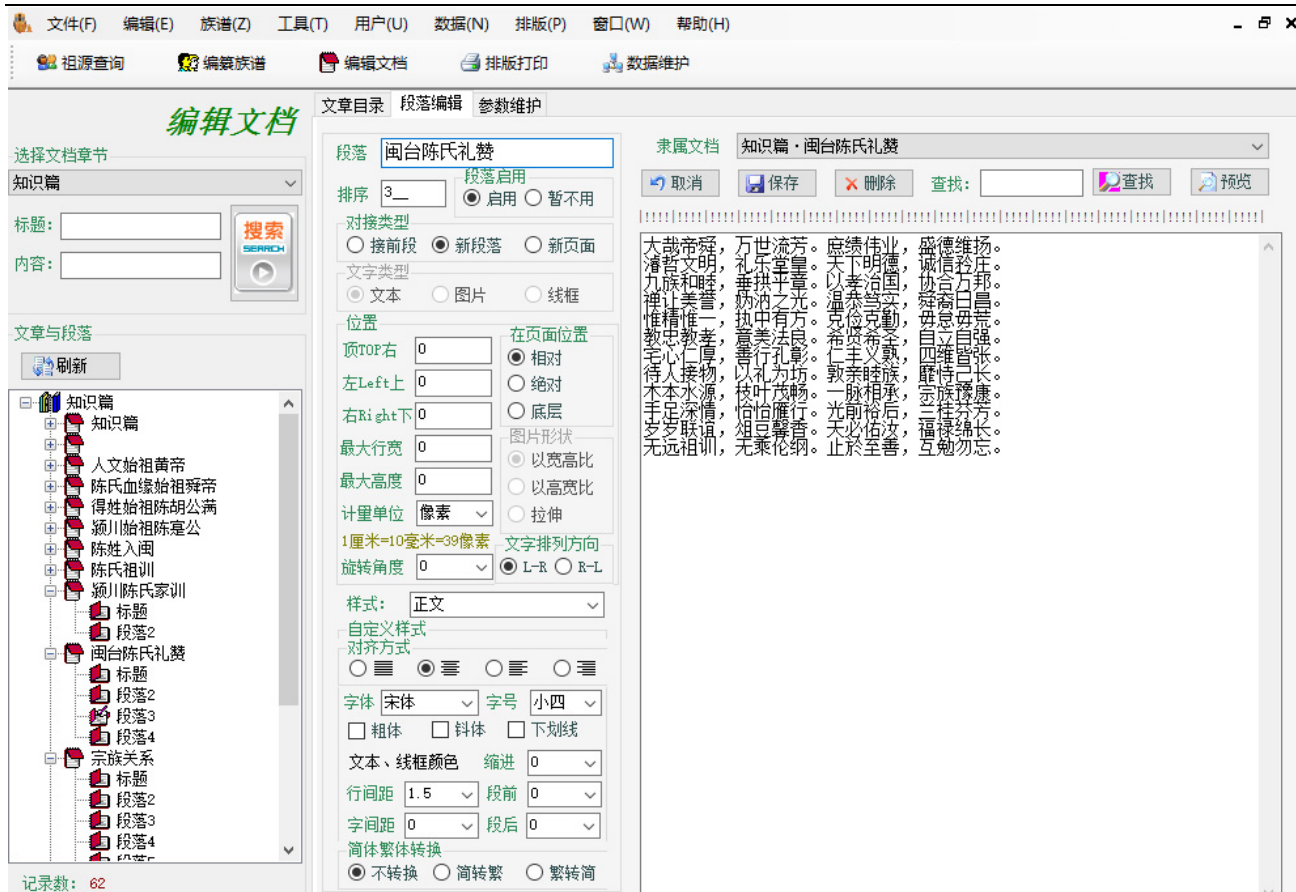 文件(F) 编辑(E) 族谱(Z) 工具(T) 用户(U) 数据(N) 排版(P) 窗口(W) 帮助(H)
祖源查询 编纂族谱 编辑文档 排版打印 数据维护
编辑文档
选择文档章节
知识篇
标题：
内容：
搜索
SEARCH
文章与段落
刷新
知识篇
知识篇
人文始祖黄帝
陈氏血缘始祖舜帝
得姓始祖陈胡公满
颍川始祖陈寔公
陈姓入闽
陈氏祖训
颍川陈氏家训
标题
段落2
闽台陈氏礼赞
标题
段落2
段落3
段落4
宗族关系
标题
段落2
段落3
段落4
记录数： 62
文章目录 段落编辑 参数维护
段落 闽台陈氏礼赞
排序 3__
段落启用
启用 暂不用
对接类型
接前段 新段落 新页面
文字类型
文本 图片 线框
位置
顶TOP右 0
左Left上 0
右Right下 0
最大行宽 0
最大高度 0
计量单位 像素
1厘米=10毫米=39像素
旋转角度 0
在页面位置
相对
绝对
底层
图片形状
以宽高比
以高宽比
拉伸
文字排列方向
L-R R-L
样式： 正文
自定义样式
对齐方式
字体 宋体 字号 小四
粗体 斜体 下划线
文本、线框颜色 缩进 0
行间距 1.5 段前 0
字间距 0 段后 0
简体繁体转换
不转换 简转繁 繁转简
隶属文档 知识篇·闽台陈氏礼赞
取消 保存 删除 查找： 查找 预览
大哉帝舜，万世流芳。庶绩伟业，盛德维扬。
濬哲文明，礼乐堂皇。天下明德，诚信矜庄。
九族和睦，垂拱平章。以孝治国，协合万邦。
禅让美誉，妫汭之光。温恭笃实，舜裔日昌。
惟精惟一，执中有方。克俭克勤，毋怠毋荒。
教忠教孝，意美法良。希贤希圣，自立自强。
宅心仁厚，善行孔彰。仁丰义熟，四维皆张。
待人接物，以礼为坊。敦亲睦族，靡恃己长。
木本水源，枝叶茂畅。一脉相承，宗族豫康。
手足深情，怡怡雁行。光前裕后，兰桂芬芳。
岁岁联谊，俎豆馨香。天必佑汝，福禄绵长。
无远祖训，无乘伦纲。止於至善，互勉勿忘。